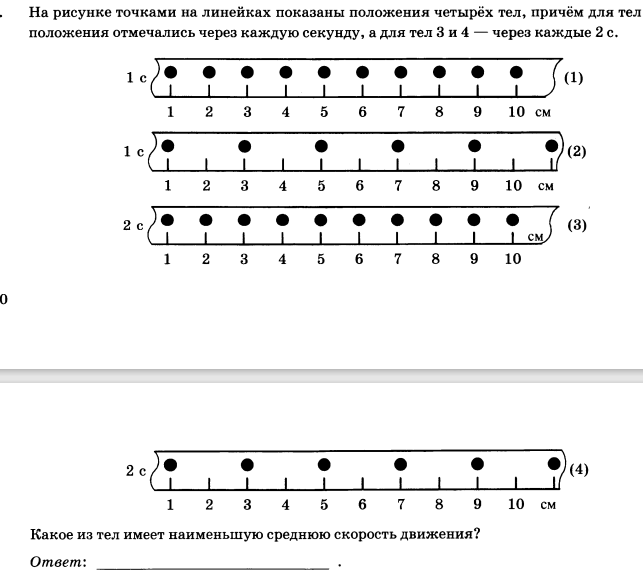 На рисунке точками на линейках показаны положения четырёх тел, причём для тел
положения отмечались через каждую секунду, а для тел 3 и 4 — через каждые 2 с.
1 с (1)
1 2 3 4 5 6 7 8 9 10 см
1 с (2)
1 2 3 4 5 6 7 8 9 10 см
2 с см (3)
1 2 3 4 5 6 7 8 9 10
0
2 с (4)
1 2 3 4 5 6 7 8 9 10 см
Какое из тел имеет наименьшую среднюю скорость движения?
Ответ: ______________________________ .